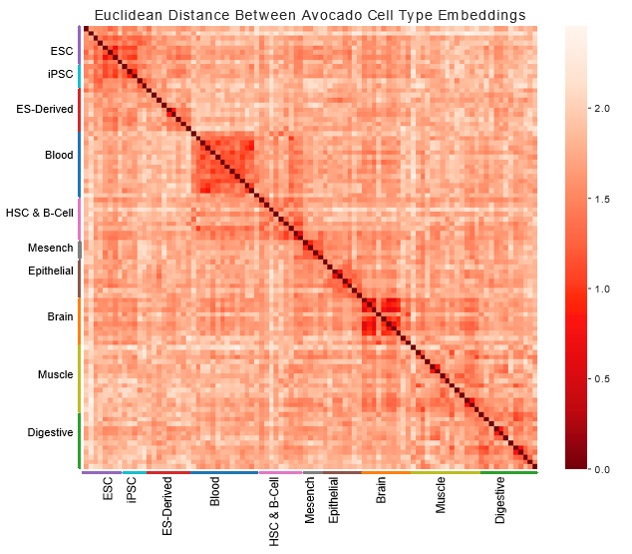 Euclidean Distance Between Avocado Cell Type Embeddings
ESC
iPSC
ES-Derived
Blood
HSC & B-Cell
Mesench
Epithelial
Brain
Muscle
Digestive
ESC
iPSC
ES-Derived
Blood
HSC & B-Cell
Mesench
Epithelial
Brain
Muscle
Digestive
2.0
1.5
1.0
0.5
0.0